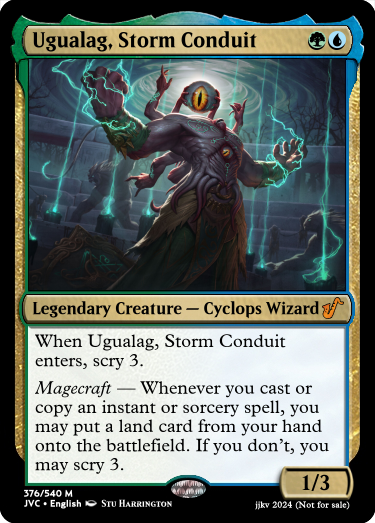 Ugualag, Storm Conduit
Legendary Creature — Cyclops Wizard
When Ugualag, Storm Conduit
enters, scry 3.
Magecraft — Whenever you cast or
copy an instant or sorcery spell, you
may put a land card from your hand
onto the battlefield. If you don't, you
may scry 3.
1/3
376/540 M
JVC • English Stu Harrington
jjkv 2024 (Not for sale)